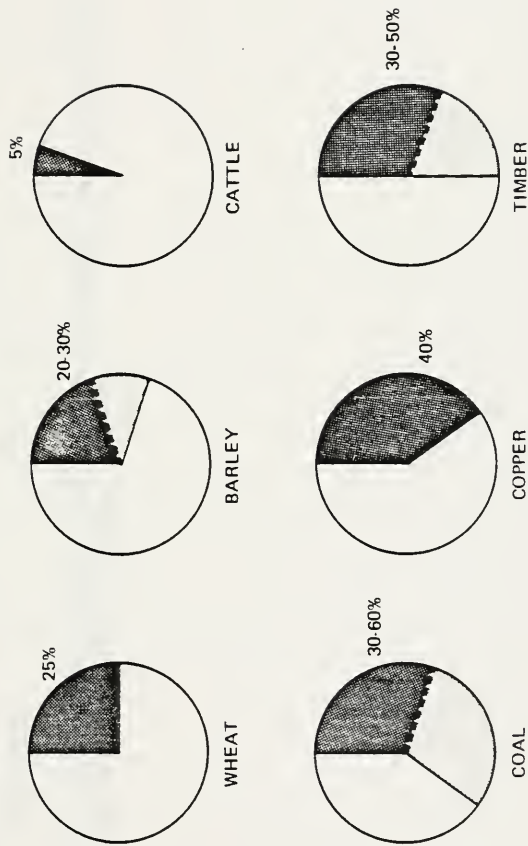 25%
WHEAT
20-30%
BARLEY
5%
CATTLE
30-60%
COAL
40%
COPPER
30-50%
TIMBER